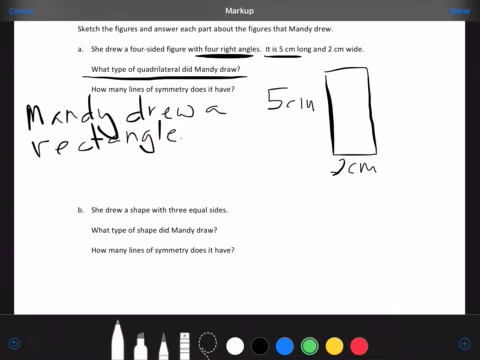 Cancel Markup Done
Sketch the figures and answer each part about the figures that Mandy drew.
a. She drew a four-sided figure with four right angles. It is 5 cm long and 2 cm wide.
What type of quadrilateral did Mandy draw?
How many lines of symmetry does it have?
Mandy drew a
rectangle.
5cm
2cm
b. She drew a shape with three equal sides.
What type of shape did Mandy draw?
How many lines of symmetry does it have?